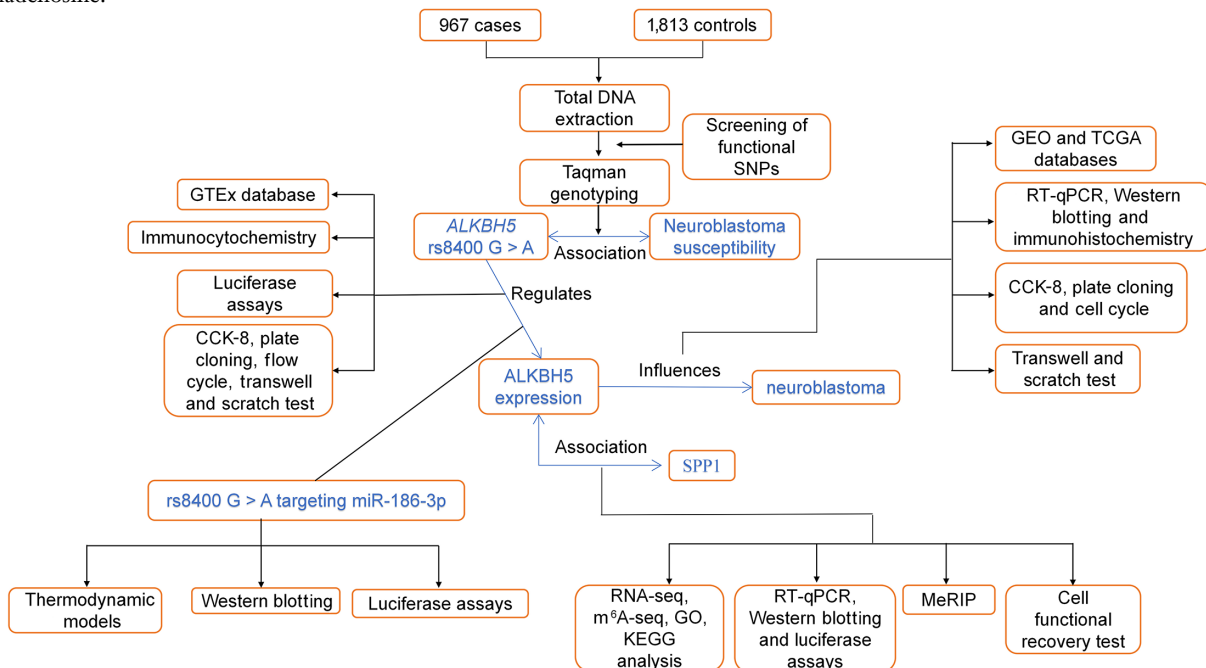 967 cases
1,813 controls
Total DNA
extraction
Screening of
functional
SNPs
Taqman
genotyping
GEO and TCGA
databases
GTEx database
RT-qPCR, Western
blotting and
immunohistochemistry
ALKBH5
rs8400 G > A
Association
Neuroblastoma
susceptibility
Immunocytochemistry
Luciferase
assays
Regulates
CCK-8, plate cloning
and cell cycle
CCK-8, plate
cloning, flow
cycle, transwell
and scratch test
ALKBH5
expression
Influences
neuroblastoma
Transwell and
scratch test
Association
SPP1
rs8400 G > A targeting miR-186-3p
Thermodynamic
models
Western blotting
Luciferase assays
RNA-seq,
m⁶A-seq, GO,
KEGG
analysis
RT-qPCR,
Western blotting
and luciferase
assays
MeRIP
Cell
functional
recovery test